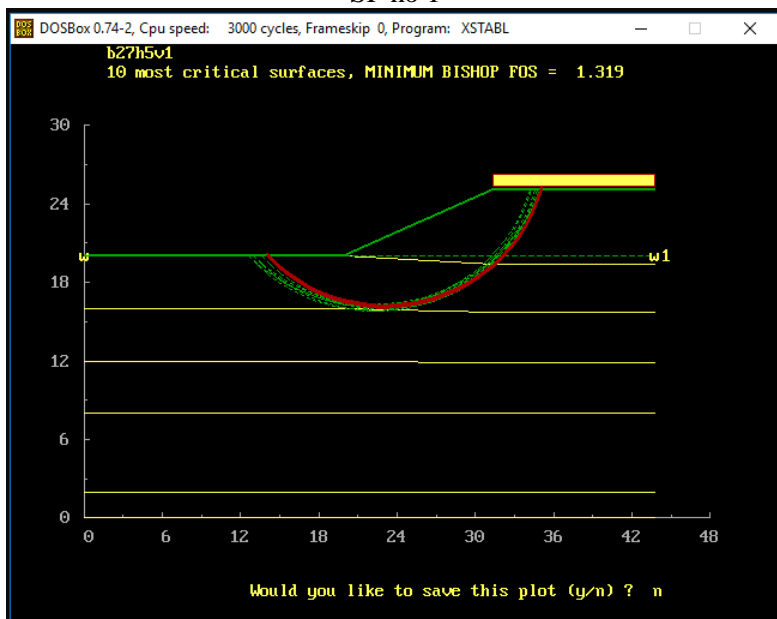 DOSBox 0.74-2, Cpu speed: 3000 cycles, Frameskip 0, Program: XSTABL
b27h5v1
10 most critical surfaces, MINIMUM BISHOP FOS = 1.319
30
24
w w1
18
12
6
0
0 6 12 18 24 30 36 42 48
Would you like to save this plot (y/n) ? n